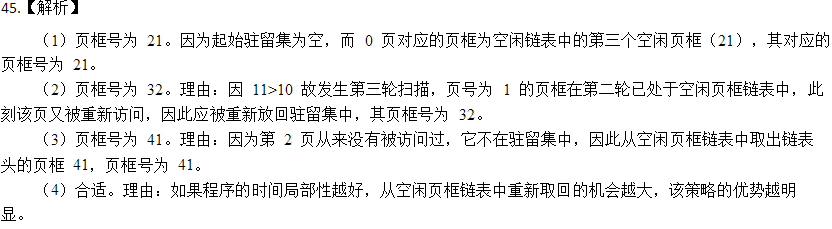 45.【解析】
（1）页框号为 21。因为起始驻留集为空，而 0 页对应的页框为空闲链表中的第三个空闲页框（21），其对应的
页框号为 21。
（2）页框号为 32。理由：因 11>10 故发生第三轮扫描，页号为 1 的页框在第二轮已处于空闲页框链表中，此
刻该页又被重新访问，因此应被重新放回驻留集中，其页框号为 32。
（3）页框号为 41。理由：因为第 2 页从来没有被访问过，它不在驻留集中，因此从空闲页框链表中取出链表
头的页框 41，页框号为 41。
（4）合适。理由：如果程序的时间局部性越好，从空闲页框链表中重新取回的机会越大，该策略的优势越明
显。